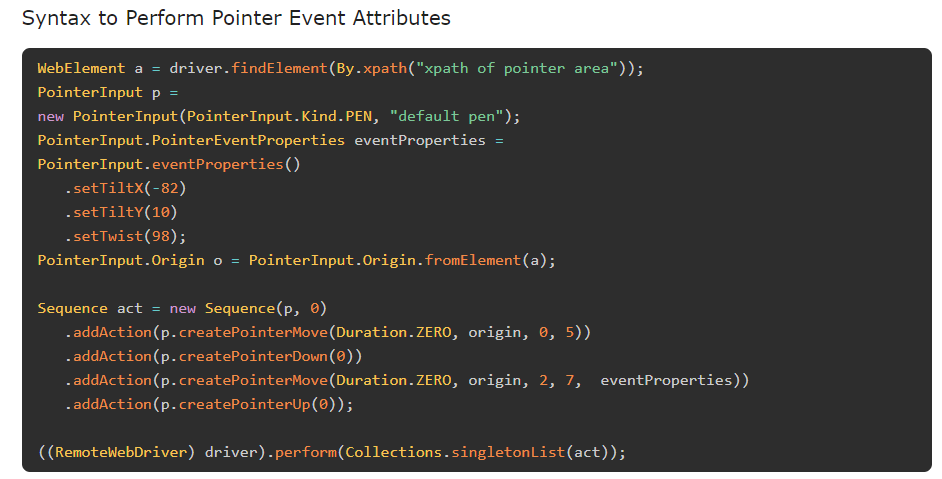 Syntax to Perform Pointer Event Attributes
WebElement a = driver.findElement(By.xpath("xpath of pointer area"));
PointerInput p =
new PointerInput(PointerInput.Kind.PEN, "default pen");
PointerInput.PointerEventProperties eventProperties =
PointerInput.eventProperties()
   .setTiltX(-82)
   .setTiltY(10)
   .setTwist(98);
PointerInput.Origin o = PointerInput.Origin.fromElement(a);

Sequence act = new Sequence(p, 0)
   .addAction(p.createPointerMove(Duration.ZERO, origin, 0, 5))
   .addAction(p.createPointerDown(0))
   .addAction(p.createPointerMove(Duration.ZERO, origin, 2, 7,  eventProperties))
   .addAction(p.createPointerUp(0));

((RemoteWebDriver) driver).perform(Collections.singletonList(act));